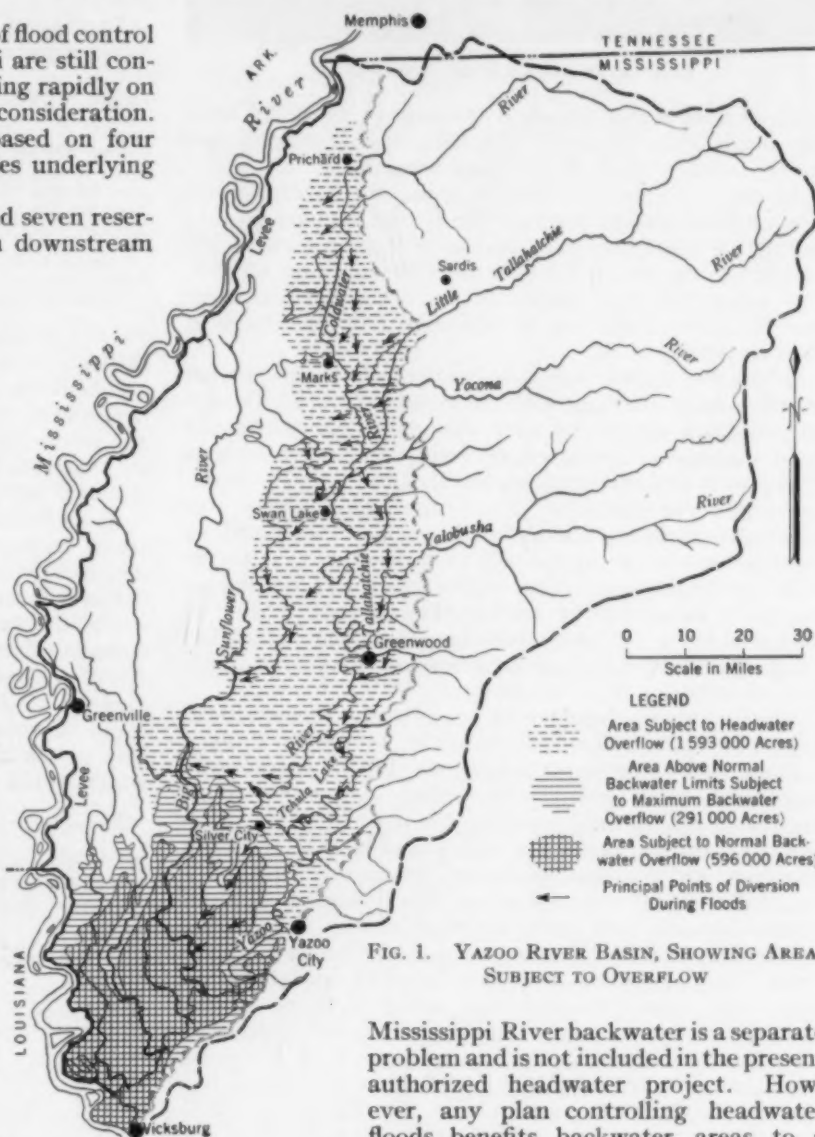 of flood control
i are still con-
ing rapidly on
consideration.
based on four
es underlying
d seven reser-
n downstream
Memphis
TENNESSEE
MISSISSIPPI
ARK.
River
River
Prichard
Levee
Sardis
Coldwater
Little Tallahatchie
River
Mississippi
Marks
Yocona
River
River
River
Swan Lake
Yalobusha
River
Sunflower
Tallahatchie
Greenwood
N
0 10 20 30
Scale in Miles
Greenville
Levee
River
Big
Tchula Lake
Silver City
LEGEND
Area Subject to Headwater
Overflow (1 593 000 Acres)
Area Above Normal
Backwater Limits Subject
to Maximum Backwater
Overflow (291 000 Acres)
Area Subject to Normal Back-
water Overflow (596 000 Acres)
Principal Points of Diversion
During Floods
LOUISIANA
Yazoo
Yazoo
City
Vicksburg
FIG. 1. YAZOO RIVER BASIN, SHOWING AREA
SUBJECT TO OVERFLOW
Mississippi River backwater is a separat
problem and is not included in the presen
authorized headwater project. How
ever, any plan controlling headwate
floods benefits backwater areas to